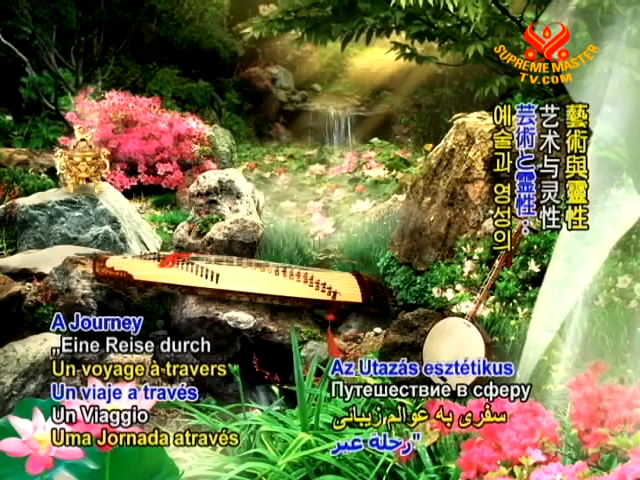 SUPREME MASTER
TV.COM
藝術與靈性
艺术与灵性
芸術と霊性...
예술과 영성의
A Journey
„Eine Reise durch
Un voyage à travers
Un viaje a través
Un Viaggio
Uma Jornada através
Az Utazás esztétikus
Путешествие в сферу
سفری به عوالم زیبائی
"رحلة عبر